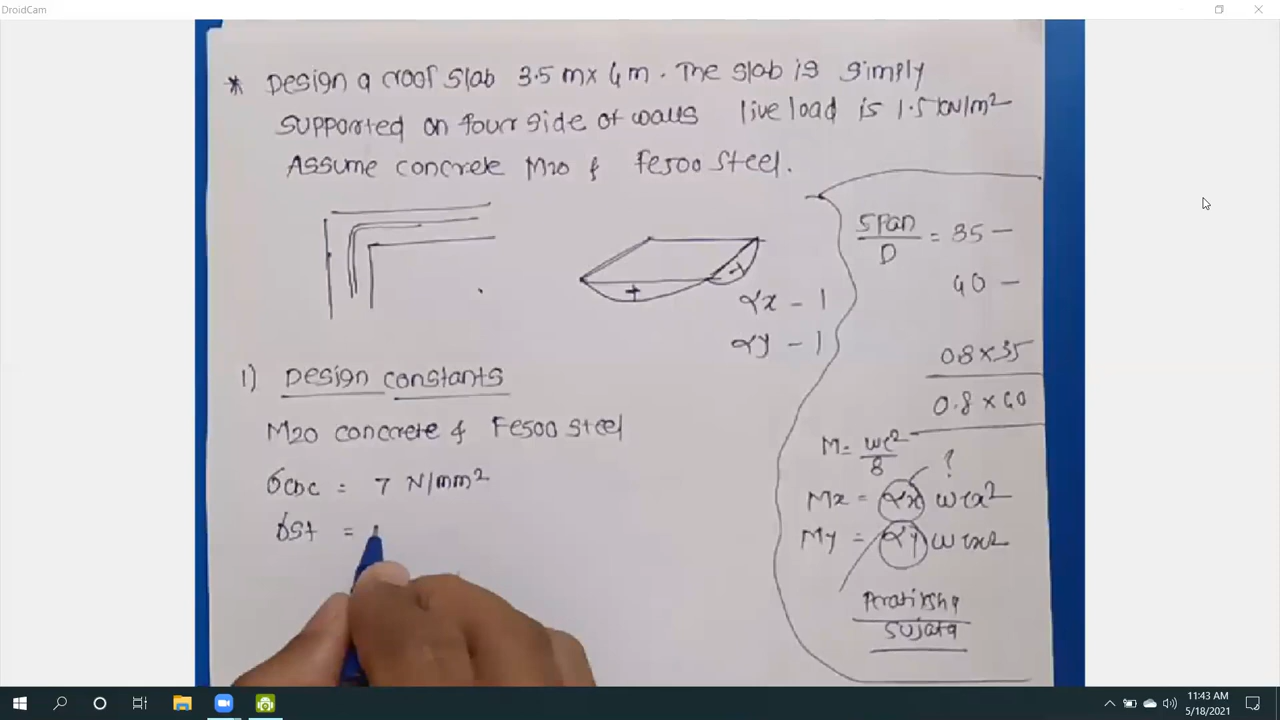 DroidCam
* Design a roof slab 3.5 m x 4 m. The slab is simply
supported on four side of walls live load is 1.5 kN/m²
Assume concrete M20 & Fe500 steel.
Span/D = 35 —
40 —
+ +
αx - 1
αy - 1
0.8 x 35
0.8 x 40
1) Design constants
M20 concrete & Fe500 steel
σcbc = 7 N/mm²
σst =
M = wl²/8
?
Mx = αx wlx²
My = αy wlx²
Pratiksha
Sujata
11:43 AM
5/18/2021